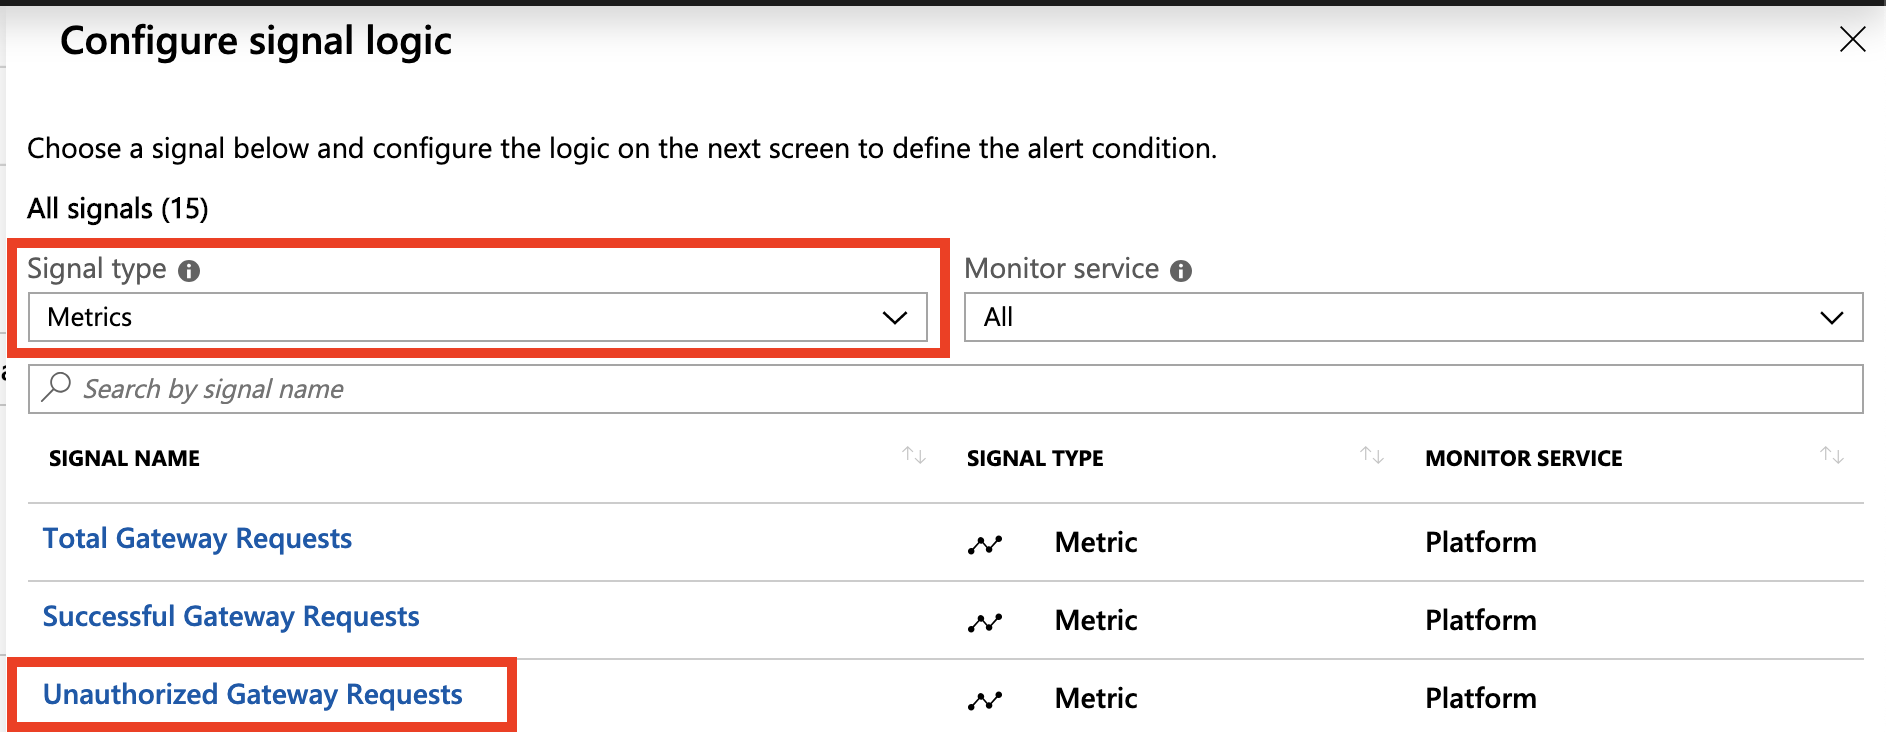 Configure signal logic
Choose a signal below and configure the logic on the next screen to define the alert condition.
All signals (15)
Signal type
Monitor service
Metrics
All
Search by signal name
SIGNAL NAME SIGNAL TYPE MONITOR SERVICE
Total Gateway Requests Metric Platform
Successful Gateway Requests Metric Platform
Unauthorized Gateway Requests Metric Platform